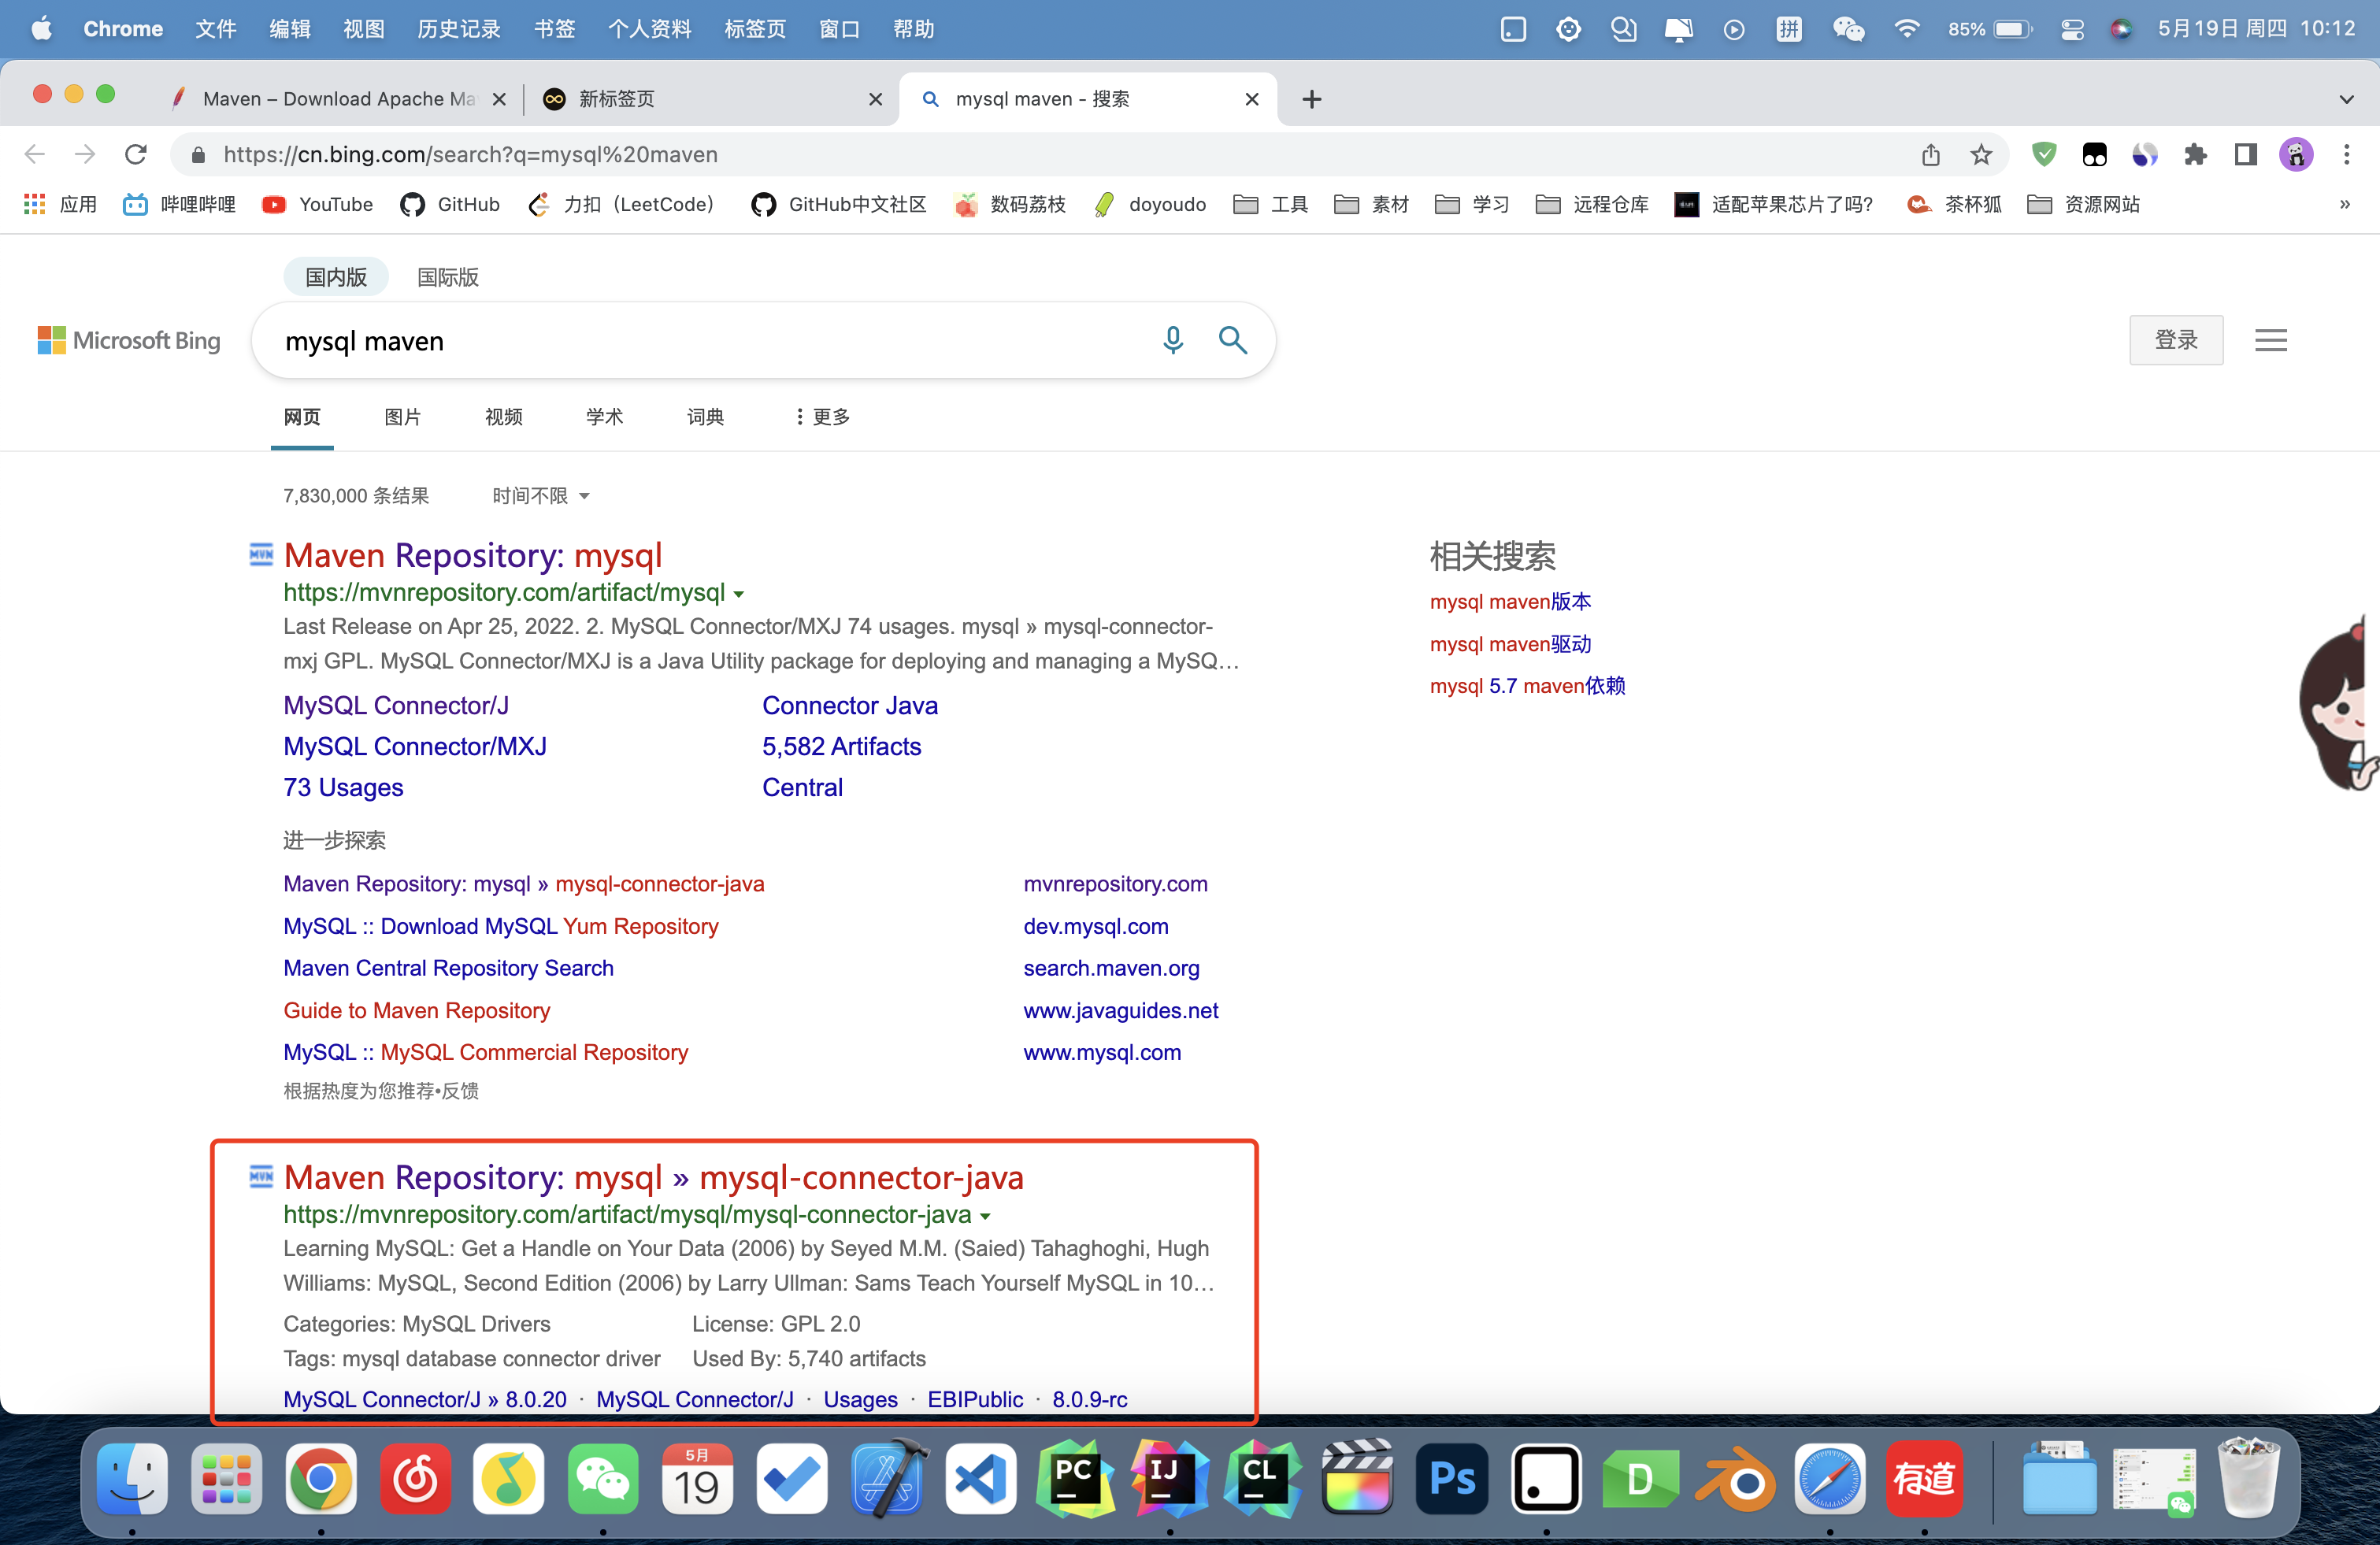 Chrome 文件 编辑 视图 历史记录 书签 个人资料 标签页 窗口 帮助 拼 85% 5月19日 周四 10:12
Maven – Download Apache Ma 新标签页 mysql maven - 搜索
https://cn.bing.com/search?q=mysql%20maven
应用 哔哩哔哩 YouTube GitHub 力扣（LeetCode） GitHub中文社区 数码荔枝 doyoudo 工具 素材 学习 远程仓库 适配苹果芯片了吗? 茶杯狐 资源网站 »
国内版 国际版
Microsoft Bing mysql maven 登录
网页 图片 视频 学术 词典 更多
7,830,000 条结果 时间不限
MVN Maven Repository: mysql
https://mvnrepository.com/artifact/mysql
Last Release on Apr 25, 2022. 2. MySQL Connector/MXJ 74 usages. mysql » mysql-connector-
mxj GPL. MySQL Connector/MXJ is a Java Utility package for deploying and managing a MySQ…
MySQL Connector/J Connector Java
MySQL Connector/MXJ 5,582 Artifacts
73 Usages Central
进一步探索
Maven Repository: mysql » mysql-connector-java mvnrepository.com
MySQL :: Download MySQL Yum Repository dev.mysql.com
Maven Central Repository Search search.maven.org
Guide to Maven Repository www.javaguides.net
MySQL :: MySQL Commercial Repository www.mysql.com
根据热度为您推荐•反馈
MVN Maven Repository: mysql » mysql-connector-java
https://mvnrepository.com/artifact/mysql/mysql-connector-java
Learning MySQL: Get a Handle on Your Data (2006) by Seyed M.M. (Saied) Tahaghoghi, Hugh
Williams: MySQL, Second Edition (2006) by Larry Ullman: Sams Teach Yourself MySQL in 10…
Categories: MySQL Drivers License: GPL 2.0
Tags: mysql database connector driver Used By: 5,740 artifacts
MySQL Connector/J » 8.0.20 · MySQL Connector/J · Usages · EBIPublic · 8.0.9-rc
相关搜索
mysql maven版本
mysql maven驱动
mysql 5.7 maven依赖
5月
19 PC IJ CL Ps D 有道